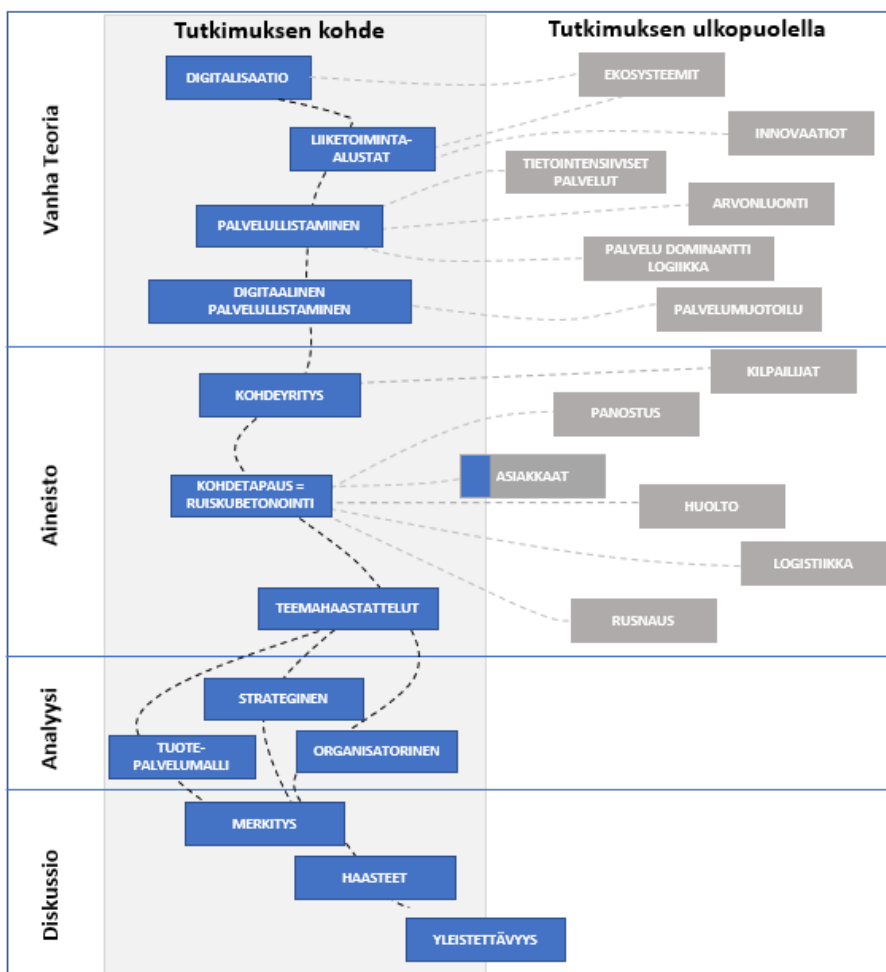 Tutkimuksen kohde
Tutkimuksen ulkopuolella
Vanha Teoria
DIGITALISAATIO
EKOSYSTEEMIT
LIIKETOIMINTA-
ALUSTAT
INNOVAATIOT
TIETOINTENSIIVISET
PALVELUT
PALVELULLISTAMINEN
ARVONLUONTI
PALVELU DOMINANTTI
LOGIIKKA
DIGITAALINEN
PALVELULLISTAMINEN
PALVELUMUOTOILU
Aineisto
KOHDEYRITYS
KILPAILIJAT
PANOSTUS
KOHDETAPAUS =
RUISKUBETONOINTI
ASIAKKAAT
HUOLTO
LOGISTIIKKA
TEEMAHAASTATTELUT
RUSNAUS
Analyysi
STRATEGINEN
TUOTE-
PALVELUMALLI
ORGANISATORINEN
Diskussio
MERKITYS
HAASTEET
YLEISTETTÄVYYS